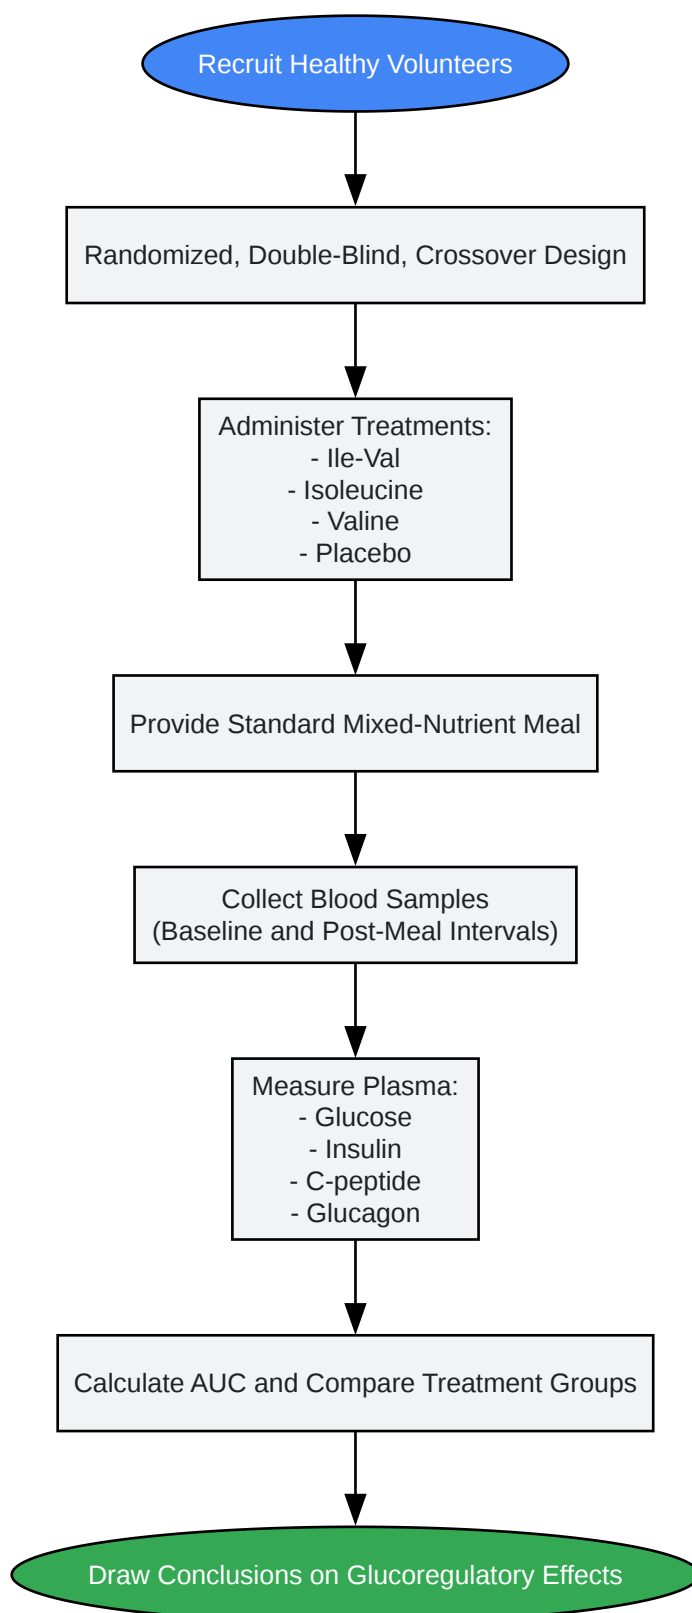 Recruit Healthy Volunteers
Randomized, Double-Blind, Crossover Design
Administer Treatments:
- Ile-Val
- Isoleucine
- Valine
- Placebo
Provide Standard Mixed-Nutrient Meal
Collect Blood Samples
(Baseline and Post-Meal Intervals)
Measure Plasma:
- Glucose
- Insulin
- C-peptide
- Glucagon
Calculate AUC and Compare Treatment Groups
Draw Conclusions on Glucoregulatory Effects